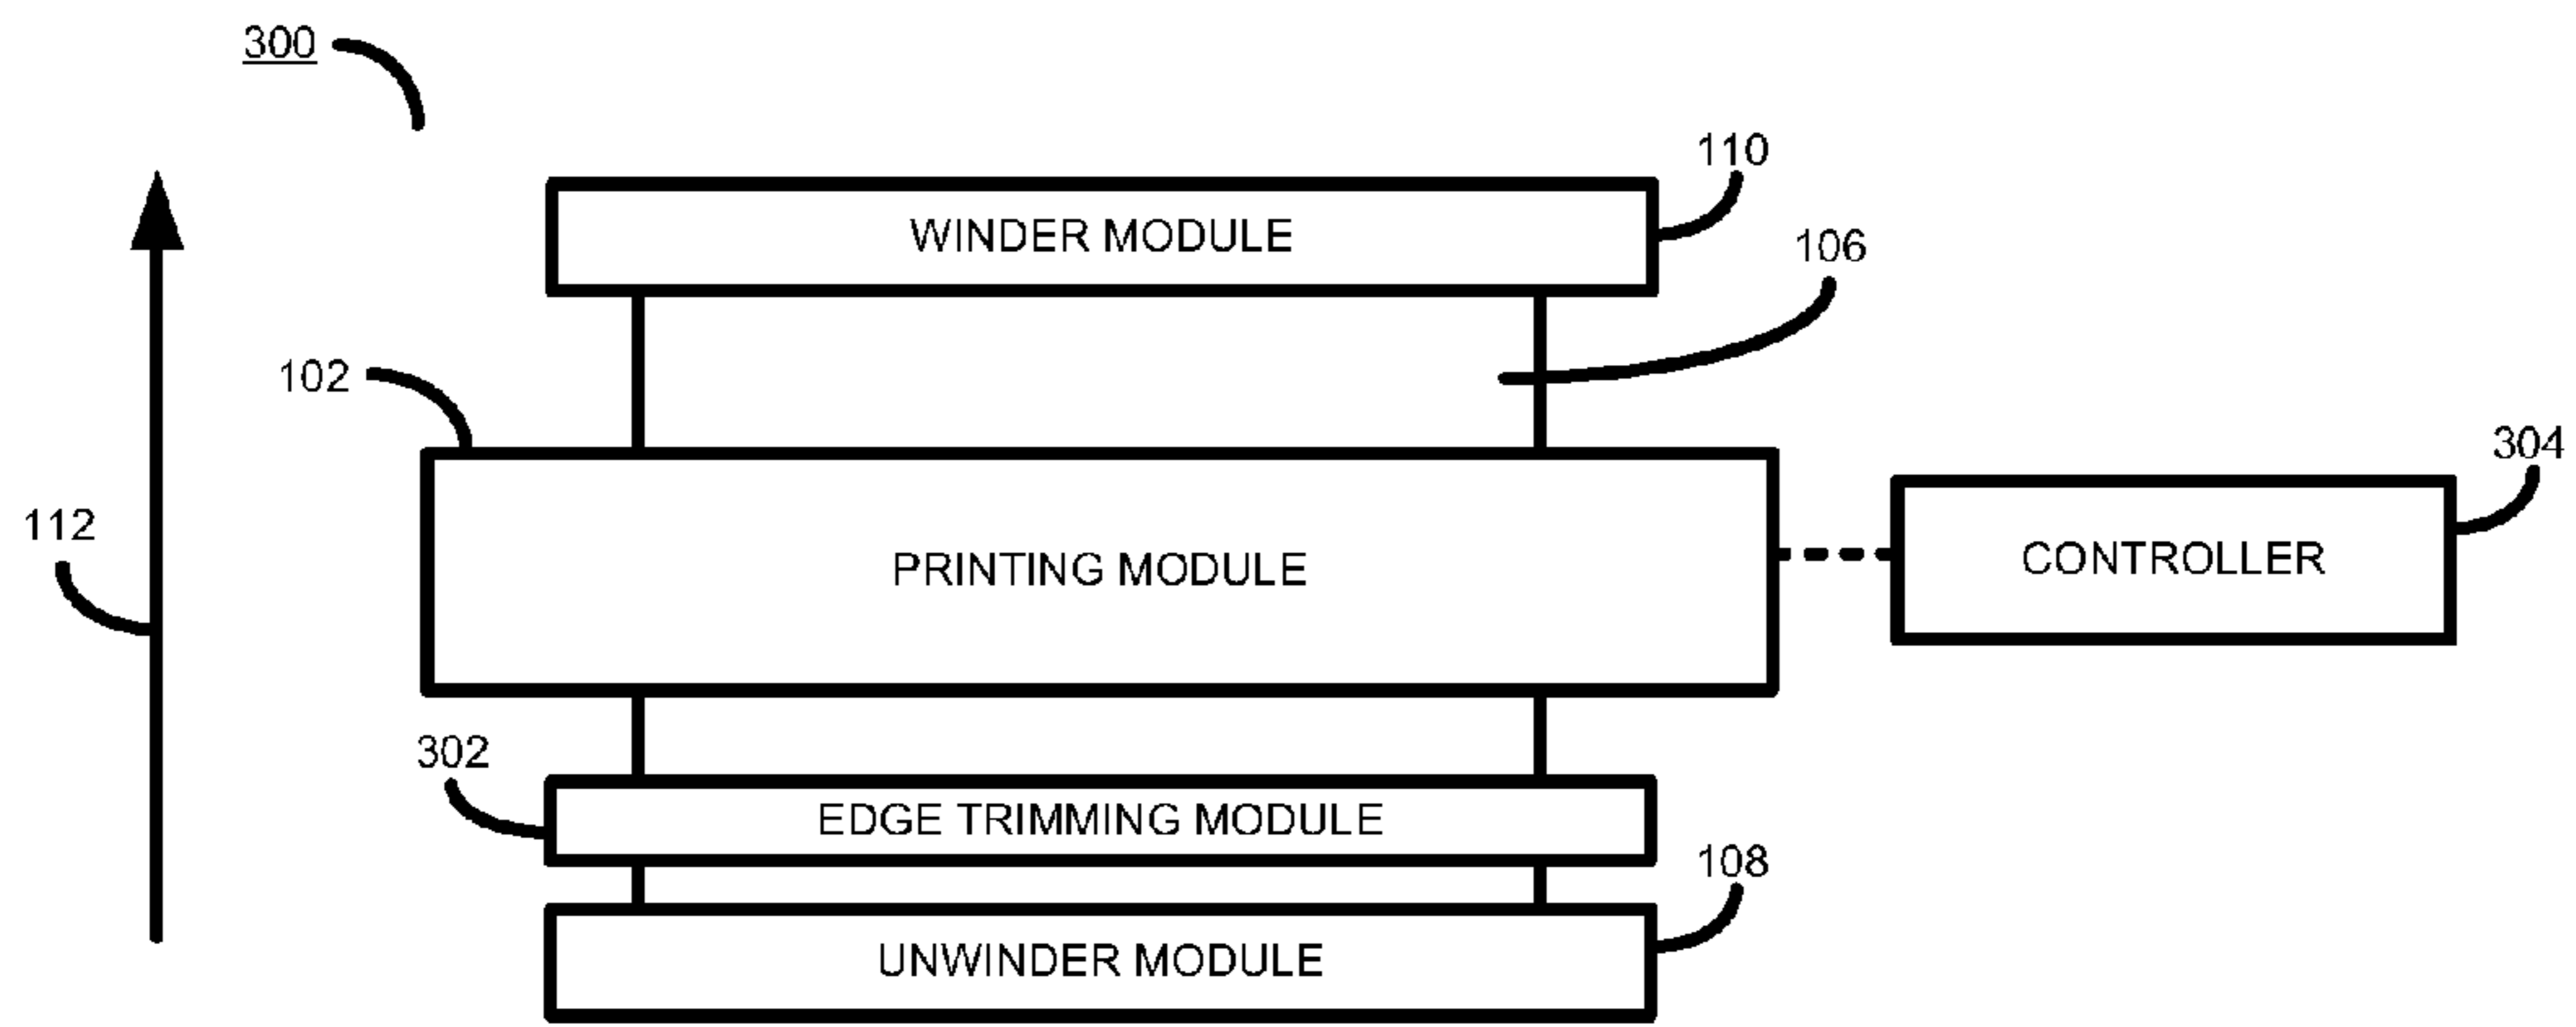 300
110
WINDER MODULE
106
102
304
112
PRINTING MODULE
CONTROLLER
302
EDGE TRIMMING MODULE
108
UNWINDER MODULE